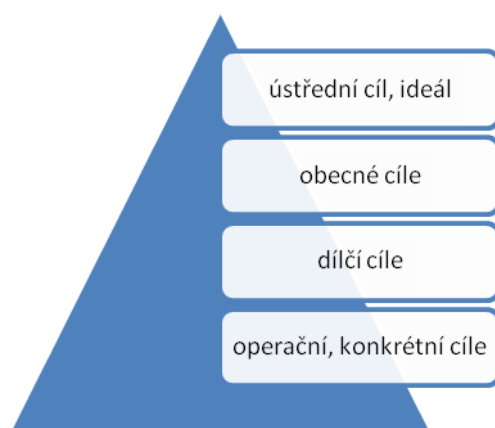 ústřední cíl, ideál
obecné cíle
dílčí cíle
operační, konkrétní cíle